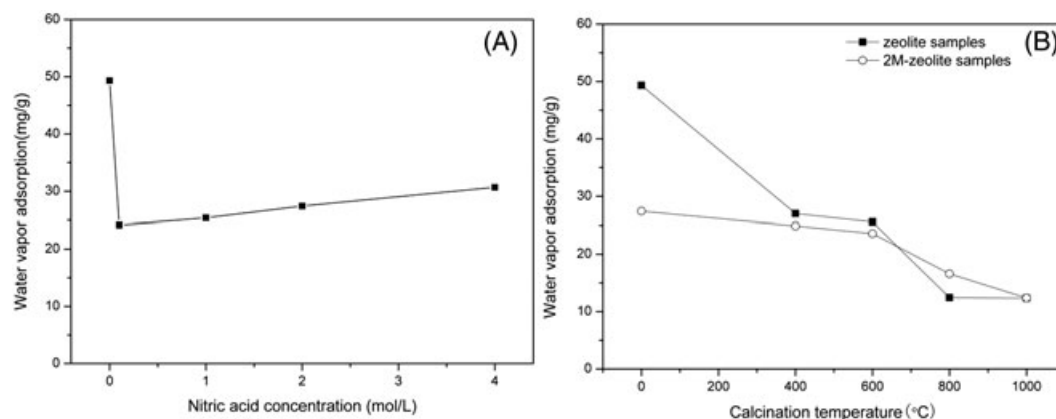 (A)
Water vapor adsorption(mg/g)
60
50
40
30
20
10
0
0 1 2 3 4
Nitric acid concentration (mol/L)
(B)
zeolite samples
2M-zeolite samples
Water vapor adsorption (mg/g)
60
50
40
30
20
10
0
0 200 400 600 800 1000
Calcination temperature (°C)